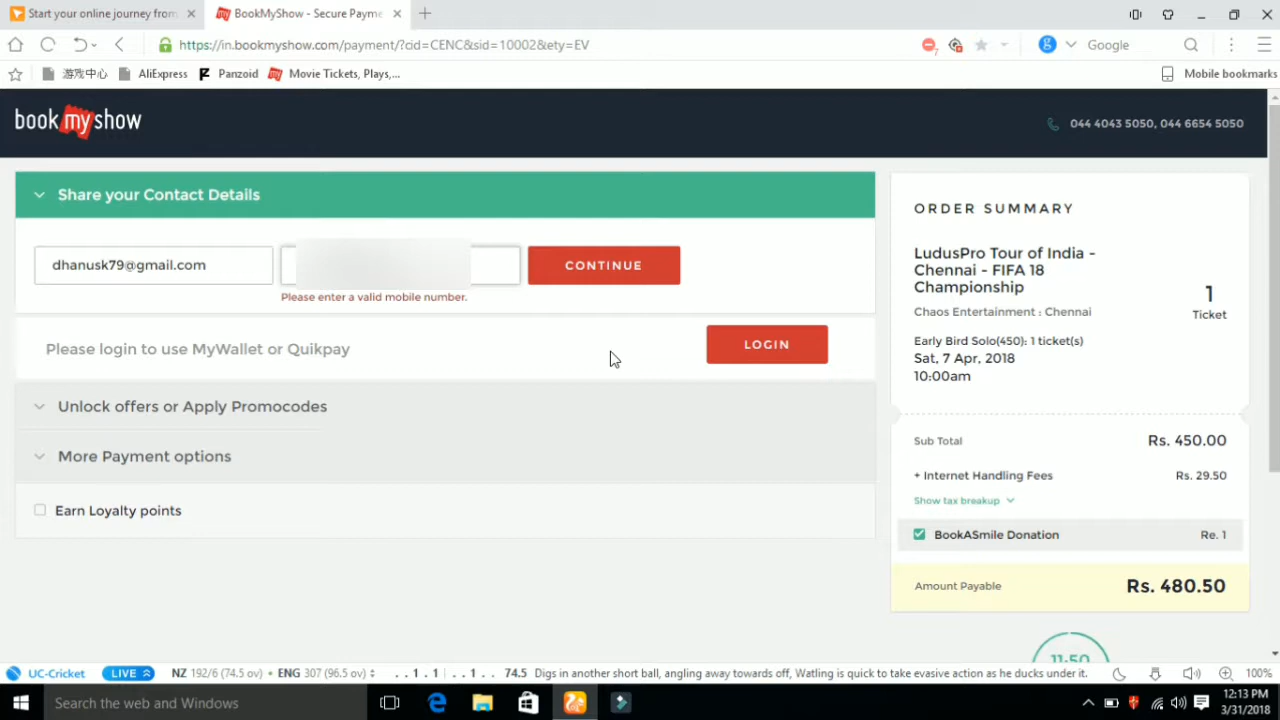 Start your online journey from
BookMyShow - Secure Payme
https://in.bookmyshow.com/payment/?cid=CENC&sid=10002&ety=EV
Google
游戏中心
AliExpress
Panzoid
Movie Tickets, Plays,...
Mobile bookmarks
book my show
044 4043 5050, 044 6654 5050
Share your Contact Details
dhanusk79@gmail.com
CONTINUE
Please enter a valid mobile number.
Please login to use MyWallet or Quikpay
LOGIN
Unlock offers or Apply Promocodes
More Payment options
Earn Loyalty points
ORDER SUMMARY
LudusPro Tour of India -
Chennai - FIFA 18
Championship
1
Ticket
Chaos Entertainment : Chennai
Early Bird Solo(450): 1 ticket(s)
Sat, 7 Apr, 2018
10:00am
Sub Total Rs. 450.00
+ Internet Handling Fees Rs. 29.50
Show tax breakup
BookASmile Donation Re. 1
Amount Payable Rs. 480.50
11:50
UC-Cricket LIVE NZ 192/6 (74.5 ov) • ENG 307 (96.5 ov) . . 1 . 1 . . 1 . 74.5 Digs in another short ball, angling away towards off, Watling is quick to take evasive action as he ducks under it. 100%
Search the web and Windows
12:13 PM
3/31/2018